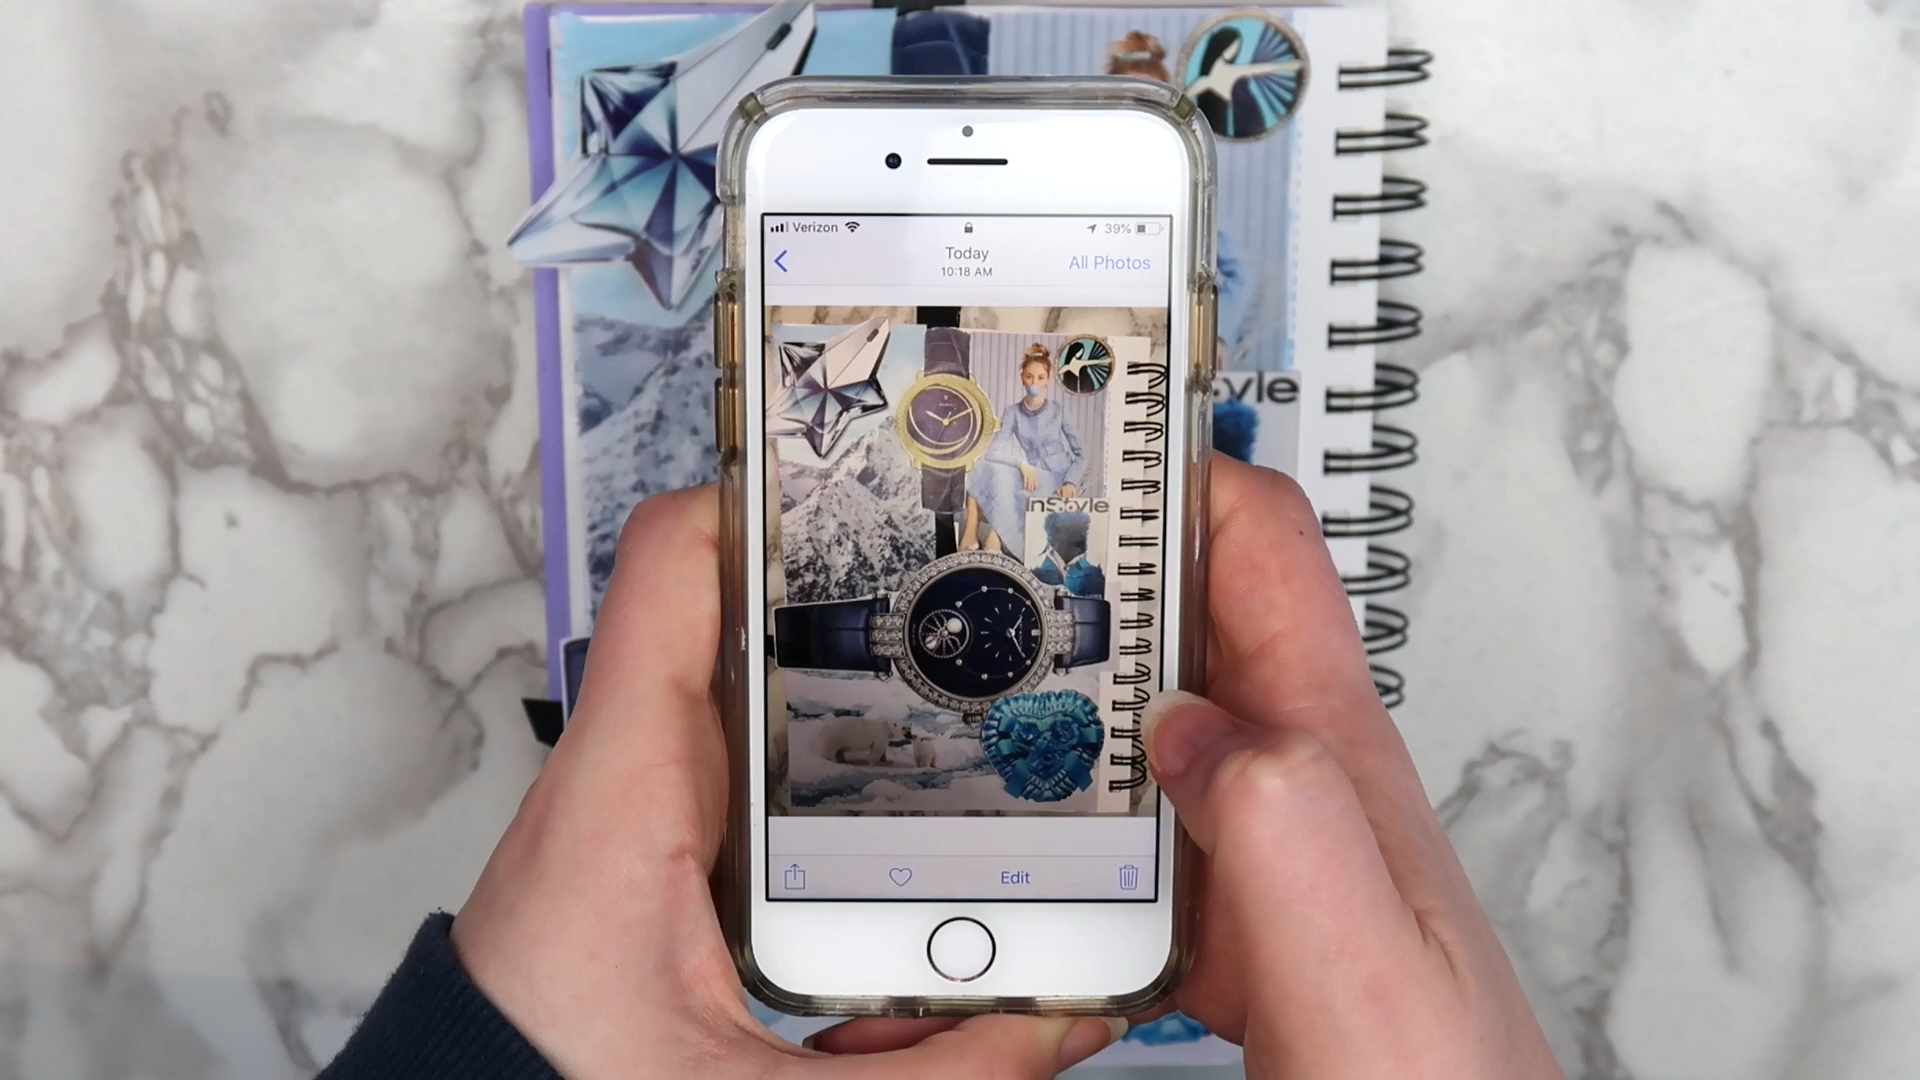 Verizon
39%
Today
10:18 AM
All Photos
InStyle
Edit